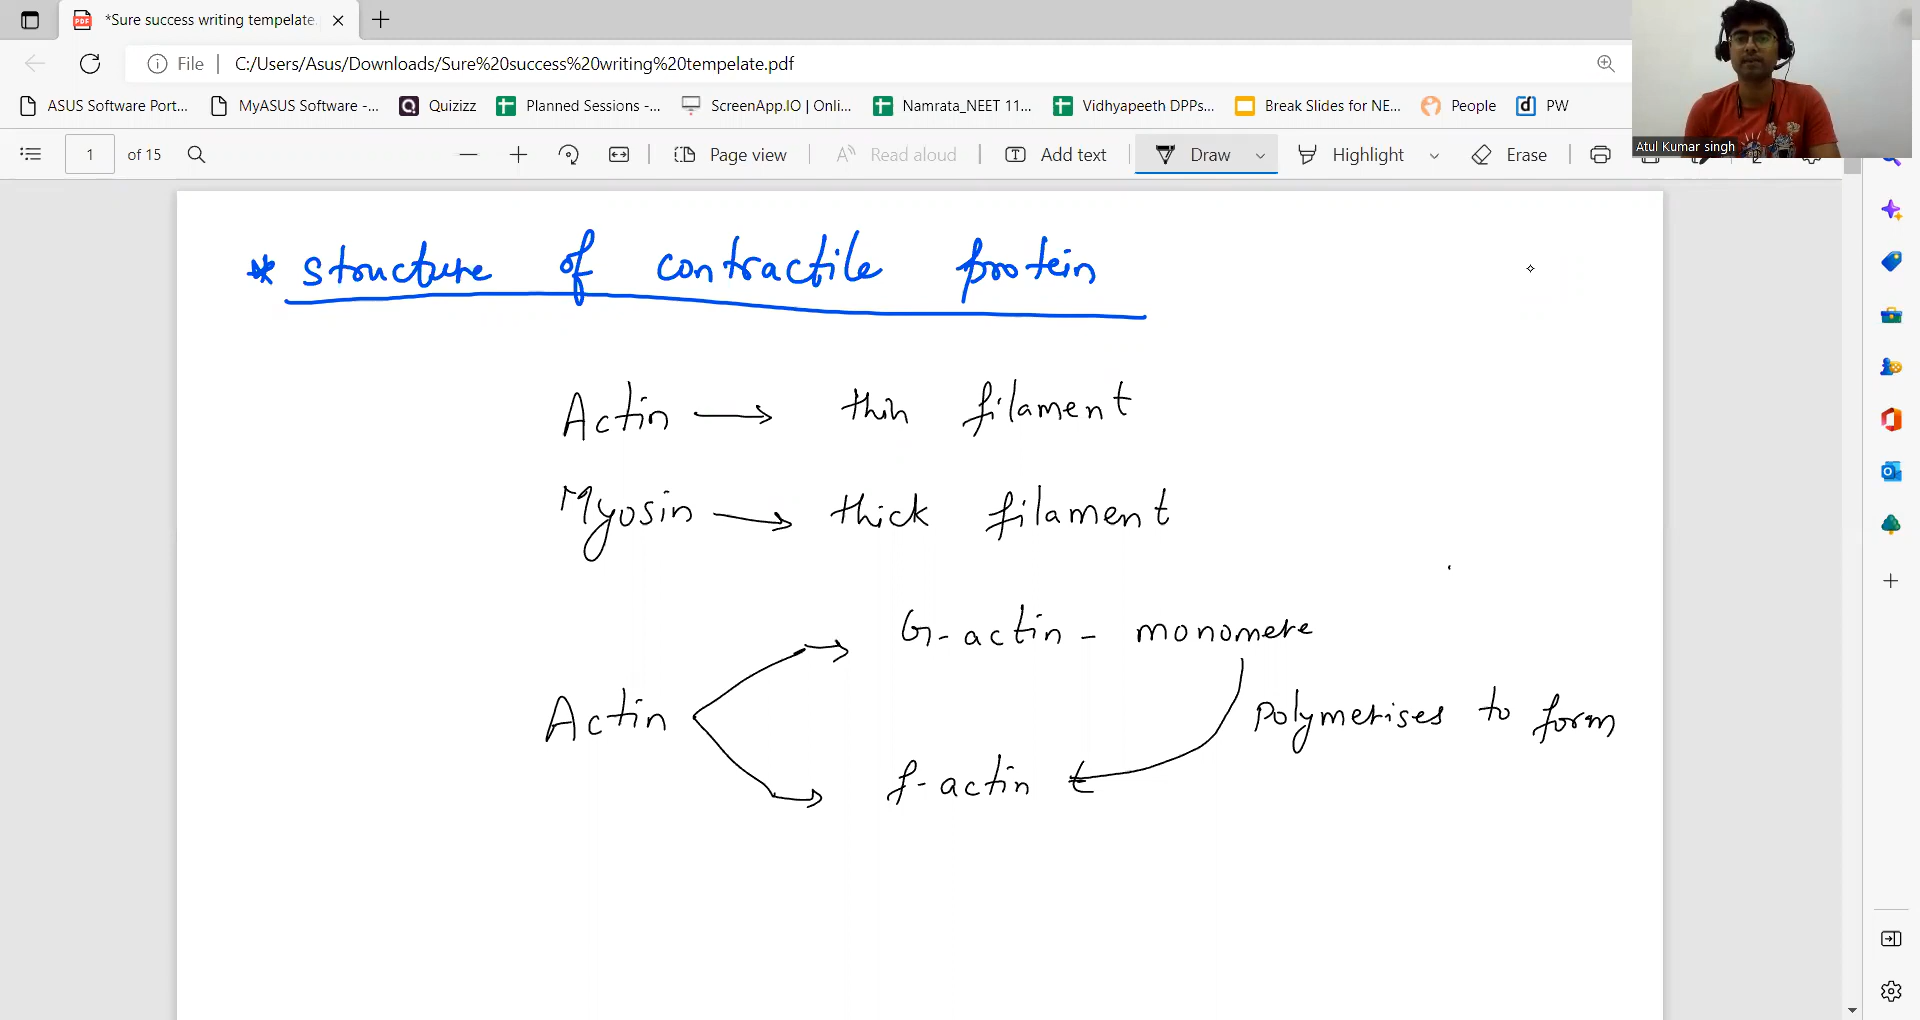 *Sure success writing tempelate.
File
C:/Users/Asus/Downloads/Sure%20success%20writing%20tempelate.pdf
ASUS Software Port... MyASUS Software -... Quizizz Planned Sessions -... ScreenApp.IO | Onli... Namrata_NEET 11... Vidhyapeeth DPPs... Break Slides for NE... People PW
1 of 15 Page view Read aloud Add text Draw Highlight Erase
Atul Kumar singh
* structure of contractile protein
Actin → thin filament
Myosin → thick filament
G-actin - monomere
Actin
Polymerises to form
f-actin